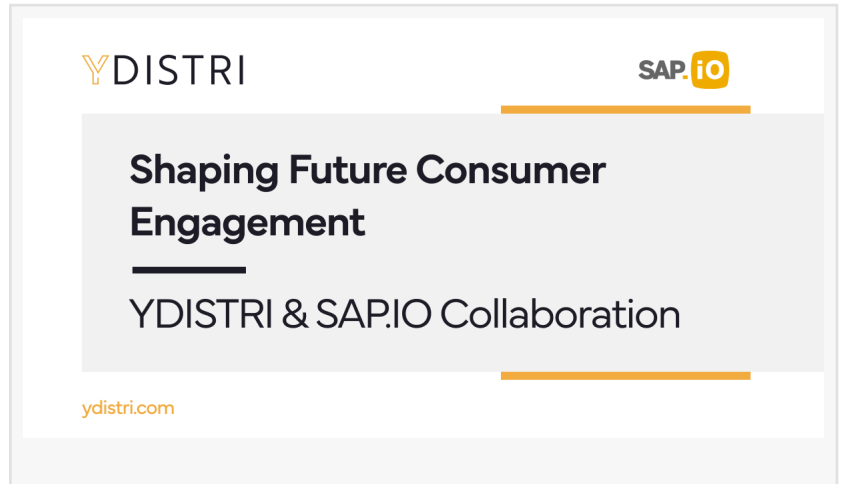 YDISTRI
SAP.iO
Shaping Future Consumer
Engagement
YDISTRI & SAP.IO Collaboration
ydistri.com